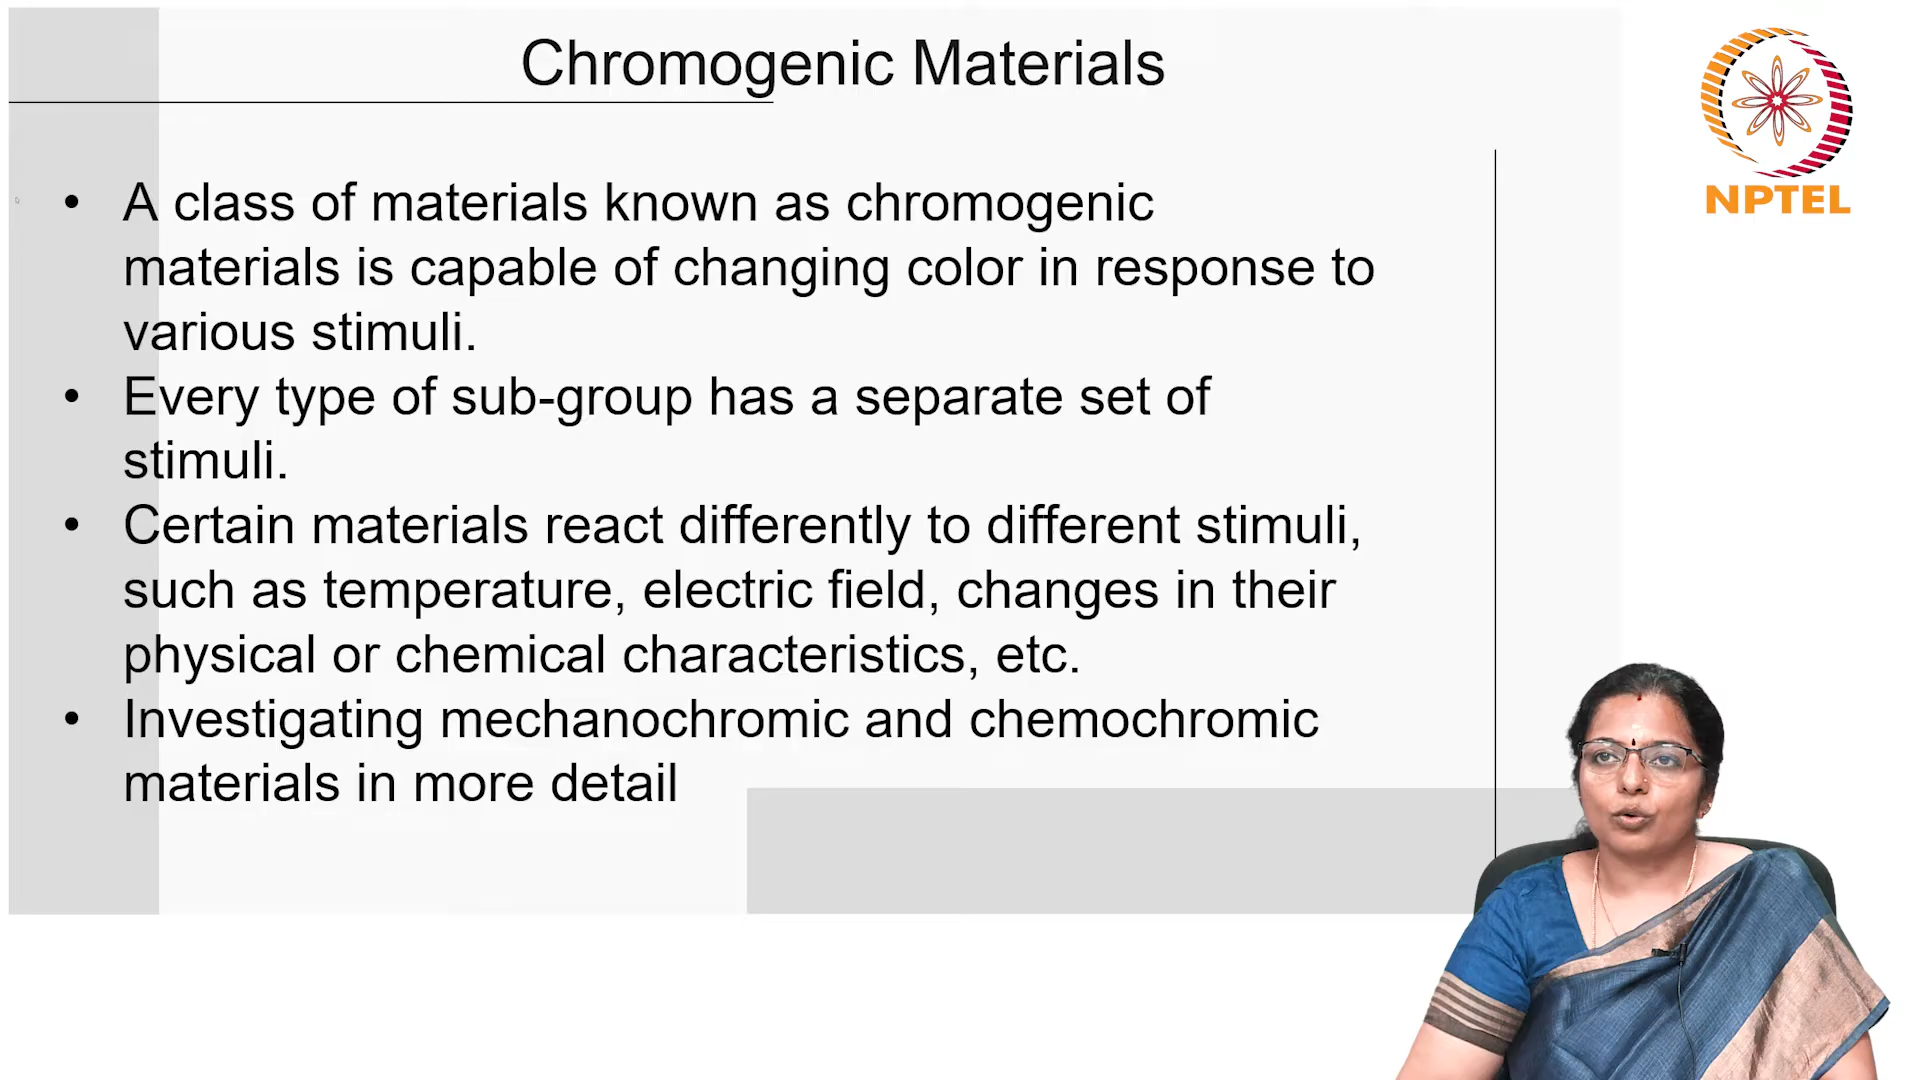 Chromogenic Materials
NPTEL
• A class of materials known as chromogenic
materials is capable of changing color in response to
various stimuli.
• Every type of sub-group has a separate set of
stimuli.
• Certain materials react differently to different stimuli,
such as temperature, electric field, changes in their
physical or chemical characteristics, etc.
• Investigating mechanochromic and chemochromic
materials in more detail